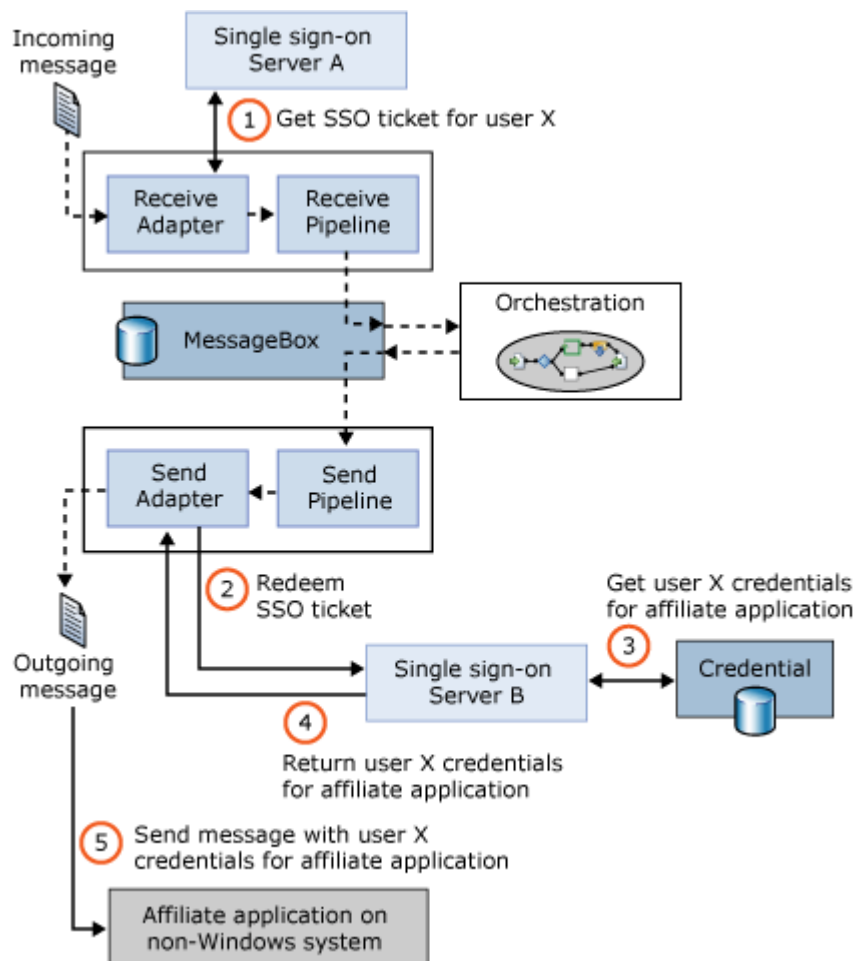 Incoming
message
Single sign-on
Server A
1 Get SSO ticket for user X
Receive
Adapter
Receive
Pipeline
MessageBox
Orchestration
Send
Adapter
Send
Pipeline
2 Redeem
SSO ticket
Get user X credentials
for affiliate application
3
Outgoing
message
Single sign-on
Server B
Credential
4
Return user X credentials
for affiliate application
5 Send message with user X
credentials for affiliate application
Affiliate application on
non-Windows system